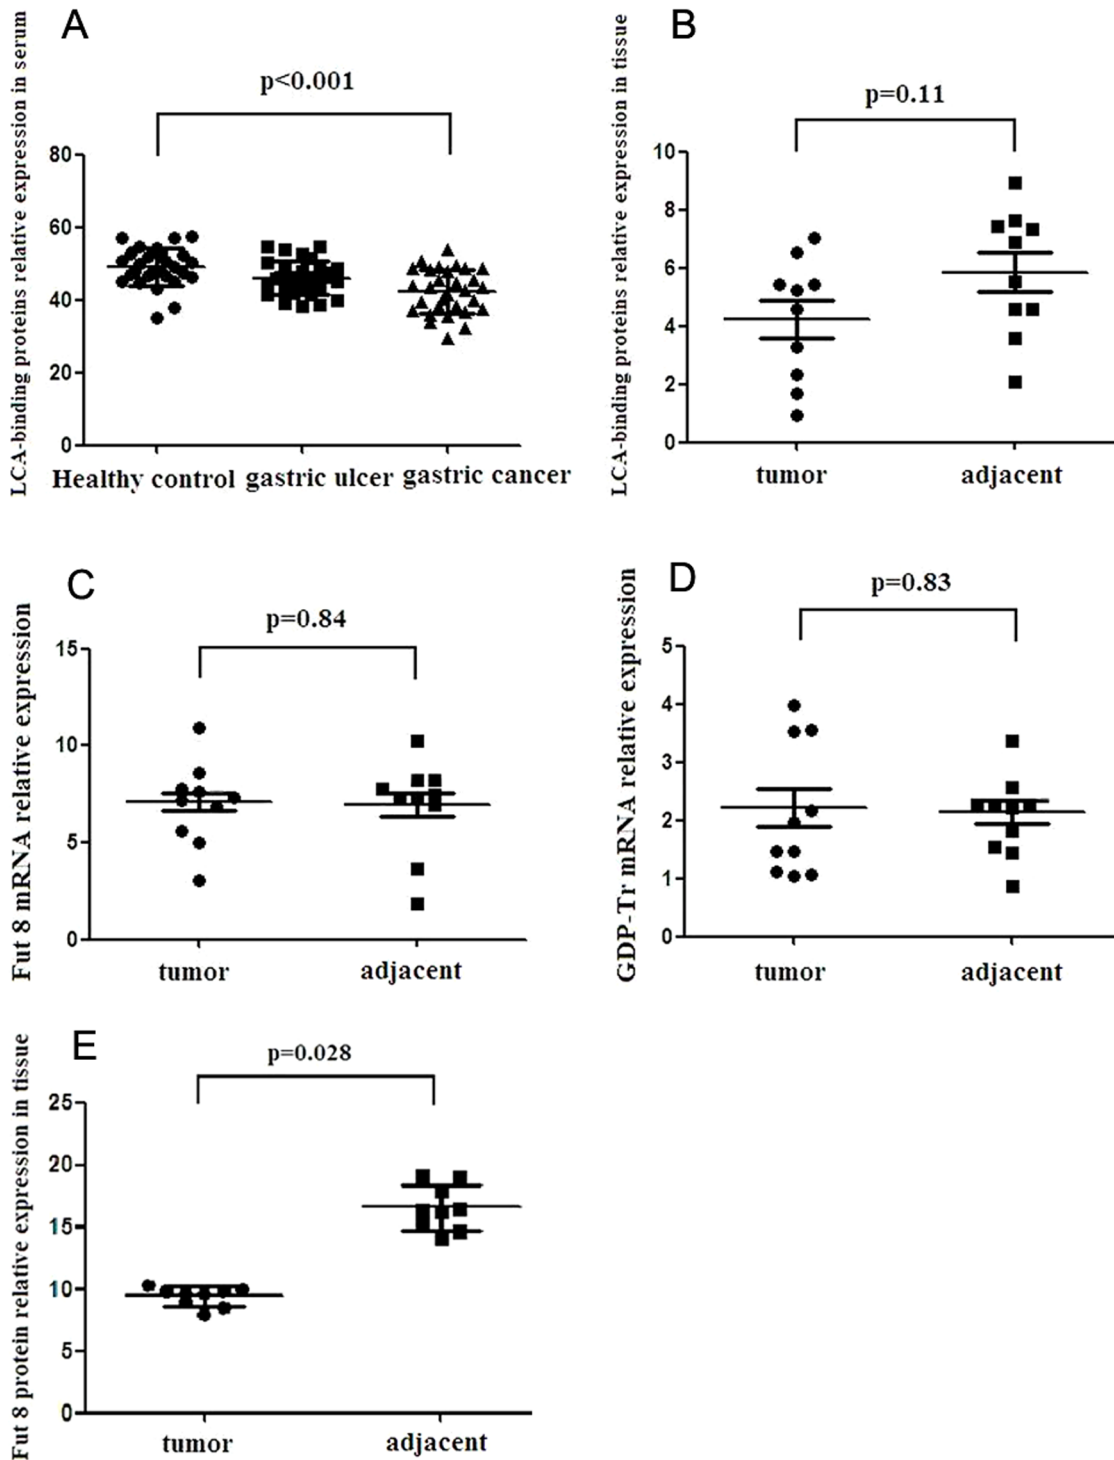 A
LCA-binding proteins relative expression in serum
p<0.001
80
60
40
20
0
Healthy control gastric ulcer gastric cancer
B
LCA-binding proteins relative expression in tissue
p=0.11
10
8
6
4
2
0
tumor adjacent
C
Fut 8 mRNA relative expression
p=0.84
15
10
5
0
tumor adjacent
D
GDP-Tr mRNA relative expression
p=0.83
5
4
3
2
1
0
tumor adjacent
E
Fut 8 protein relative expression in tissue
p=0.028
25
20
15
10
5
0
tumor adjacent